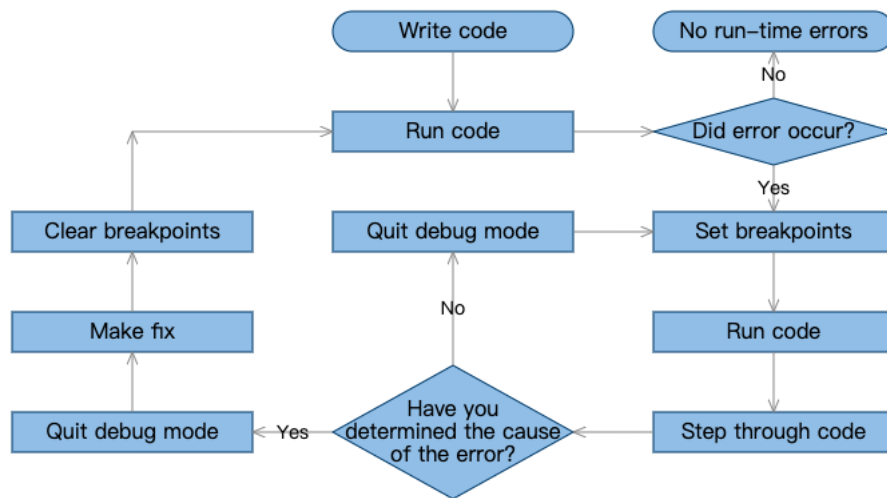 Write code
No run-time errors
No
Run code
Did error occur?
Yes
Clear breakpoints
Quit debug mode
Set breakpoints
No
Make fix
Run code
Have you
determined the cause
of the error?
Quit debug mode
Yes
Step through code